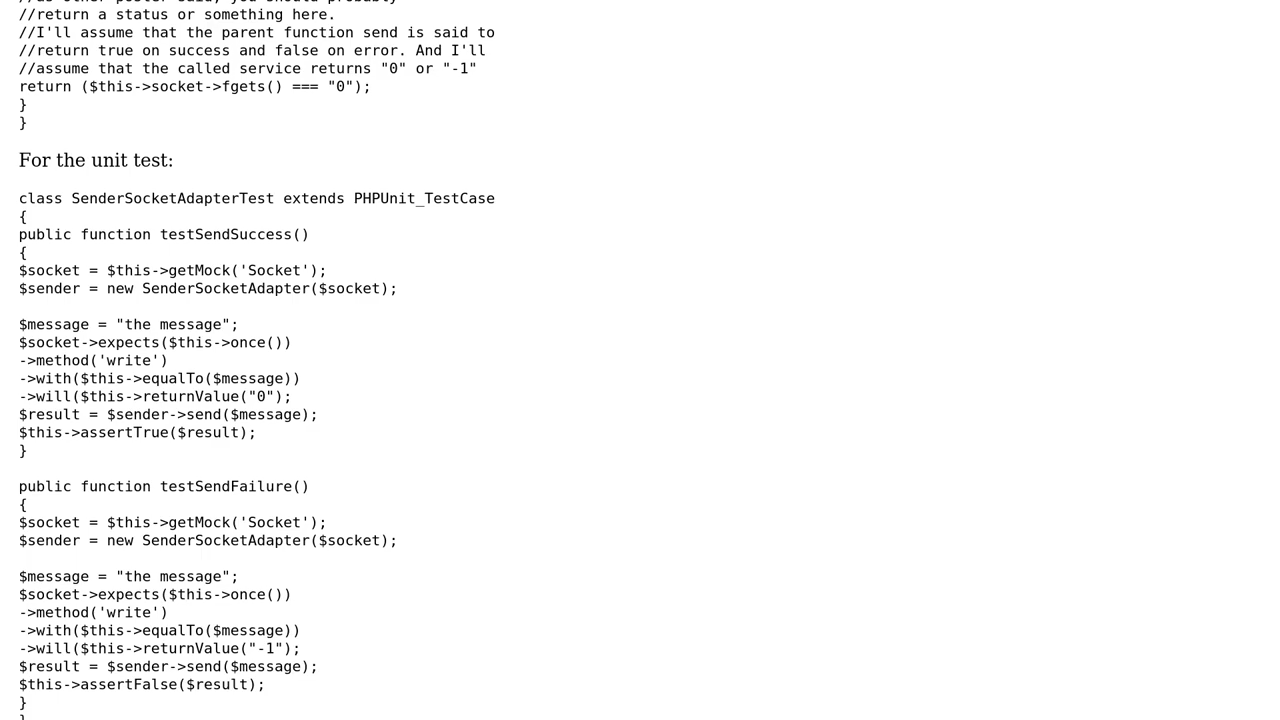 //return a status or something here.
//I'll assume that the parent function send is said to
//return true on success and false on error. And I'll
//assume that the called service returns "0" or "-1"
return ($this->socket->fgets() === "0");
}
}
For the unit test:
class SenderSocketAdapterTest extends PHPUnit_TestCase
{
public function testSendSuccess()
{
$socket = $this->getMock('Socket');
$sender = new SenderSocketAdapter($socket);
$message = "the message";
$socket->expects($this->once())
->method('write')
->with($this->equalTo($message))
->will($this->returnValue("0");
$result = $sender->send($message);
$this->assertTrue($result);
}
public function testSendFailure()
{
$socket = $this->getMock('Socket');
$sender = new SenderSocketAdapter($socket);
$message = "the message";
$socket->expects($this->once())
->method('write')
->with($this->equalTo($message))
->will($this->returnValue("-1");
$result = $sender->send($message);
$this->assertFalse($result);
}
}